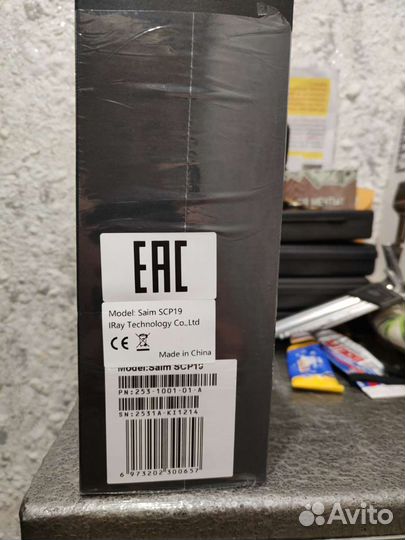 EAC
Model: Saim SCP19
IRay Technology Co.,Ltd
CE
Made in China
Model:Saim SCP19
PN:253-1001-01-A
SN:2531A-K11214
6 973202 300657
Avito